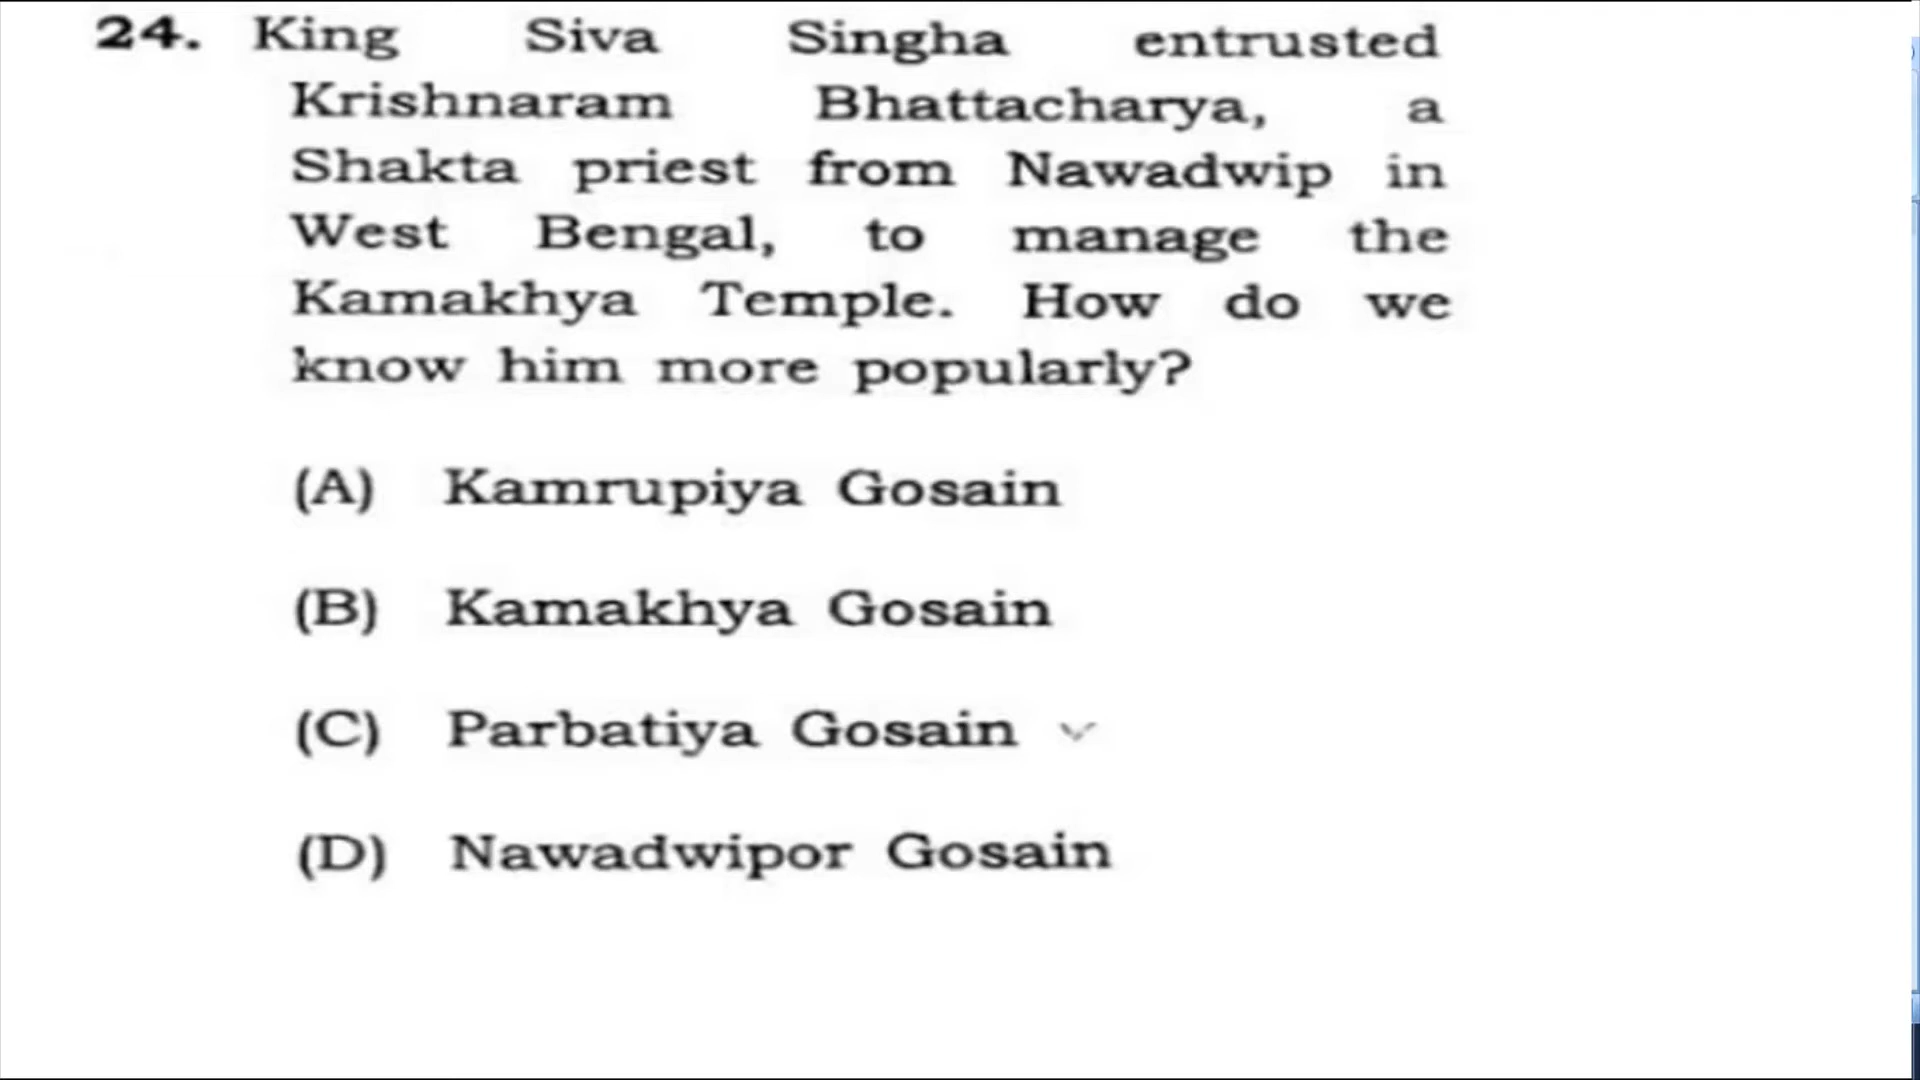 24. King Siva Singha entrusted
Krishnaram Bhattacharya, a
Shakta priest from Nawadwip in
West Bengal, to manage the
Kamakhya Temple. How do we
know him more popularly?
(A) Kamrupiya Gosain
(B) Kamakhya Gosain
(C) Parbatiya Gosain
(D) Nawadwipor Gosain